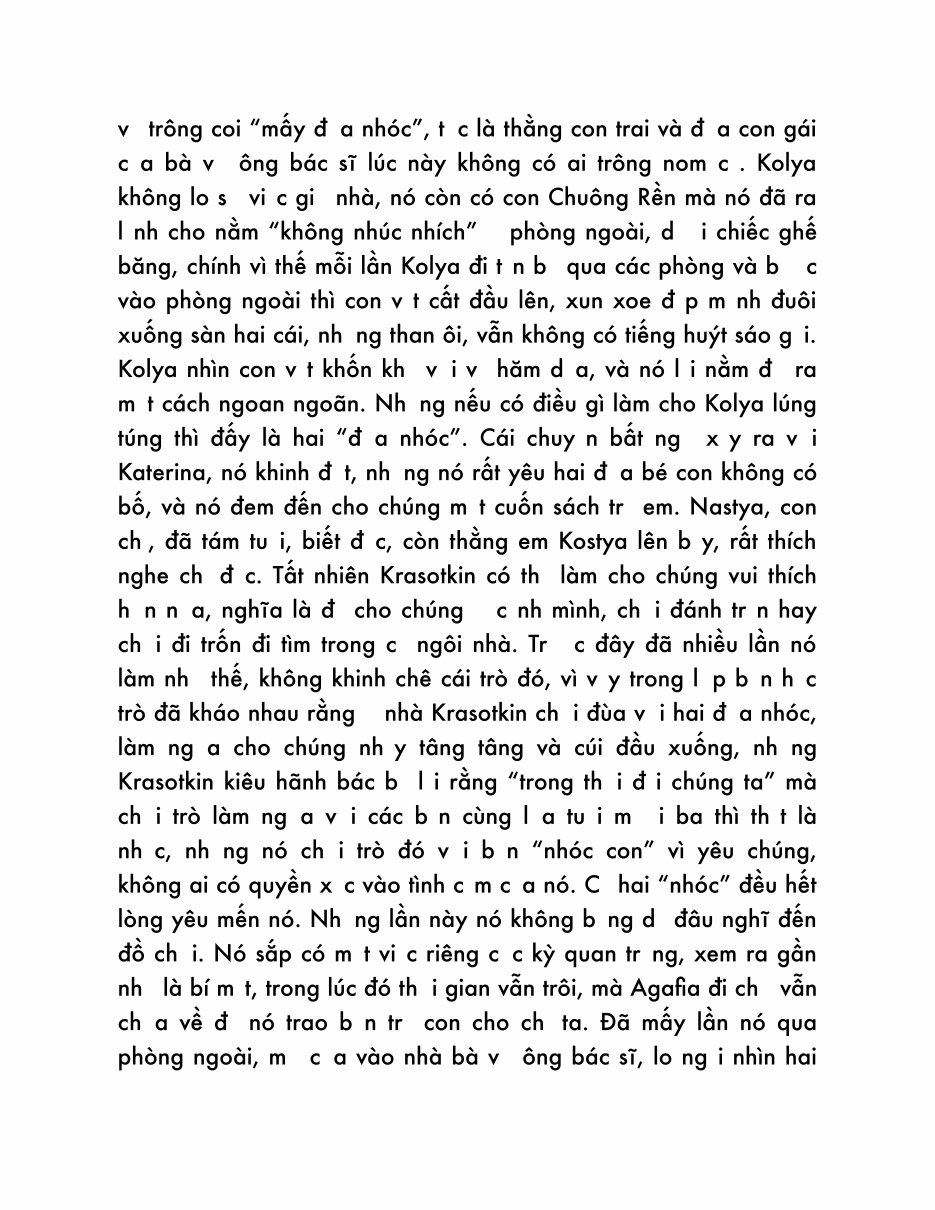 v  trông coi “mấy đ a nhóc”, t c là thằng con trai và đ a con gái
c a bà v  ông bác sĩ lúc này không có ai trông nom c . Kolya
không lo s  vi c gi  nhà, nó còn có con Chuông Rền mà nó đã ra
l nh cho nằm “không nhúc nhích”   phòng ngoài, d  i chiếc ghế
băng, chính vì thế mỗi lần Kolya đi t n b  qua các phòng và b  c
vào phòng ngoài thì con v t cất đầu lên, xun xoe đ p m nh đuôi
xuống sàn hai cái, nh ng than ôi, vẫn không có tiếng huýt sáo g i.
Kolya nhìn con v t khốn kh  v i v  hăm d a, và nó l i nằm đ  ra
m t cách ngoan ngoãn. Nh ng nếu có điều gì làm cho Kolya lúng
túng thì đấy là hai “đ a nhóc”. Cái chuy n bất ng  x y ra v i
Katerina, nó khinh đ t, nh ng nó rất yêu hai đ a bé con không có
bố, và nó đem đến cho chúng m t cuốn sách tr  em. Nastya, con
ch , đã tám tu i, biết đ c, còn thằng em Kostya lên b y, rất thích
nghe ch  đ c. Tất nhiên Krasotkin có th  làm cho chúng vui thích
h n n a, nghĩa là đ  cho chúng   c nh mình, ch i đánh tr n hay
ch i đi trốn đi tìm trong c  ngôi nhà. Tr  c đây đã nhiều lần nó
làm nh  thế, không khinh chê cái trò đó, vì v y trong l p b n h c
trò đã kháo nhau rằng   nhà Krasotkin ch i đùa v i hai đ a nhóc,
làm ng a cho chúng nh y tâng tâng và cúi đầu xuống, nh ng
Krasotkin kiêu hãnh bác b  l i rằng “trong th i đ i chúng ta” mà
ch i trò làm ng a v i các b n cùng l a tu i m  i ba thì th t là
nh c, nh ng nó ch i trò đó v i b n “nhóc con” vì yêu chúng,
không ai có quyền x c vào tình c m c a nó. C  hai “nhóc” đều hết
lòng yêu mến nó. Nh ng lần này nó không b ng d  đâu nghĩ đến
đồ ch i. Nó sắp có m t vi c riêng c c kỳ quan tr ng, xem ra gần
nh  là bí m t, trong lúc đó th i gian vẫn trôi, mà Agafia đi ch  vẫn
ch a về đ  nó trao b n tr  con cho ch  ta. Đã mấy lần nó qua
phòng ngoài, m  c a vào nhà bà v  ông bác sĩ, lo ng i nhìn hai